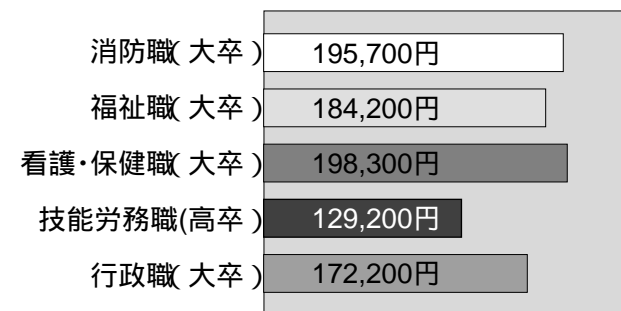 消防職(大卒) 195,700円
福祉職(大卒) 184,200円
看護・保健職(大卒) 198,300円
技能労務職(高卒) 129,200円
行政職(大卒) 172,200円